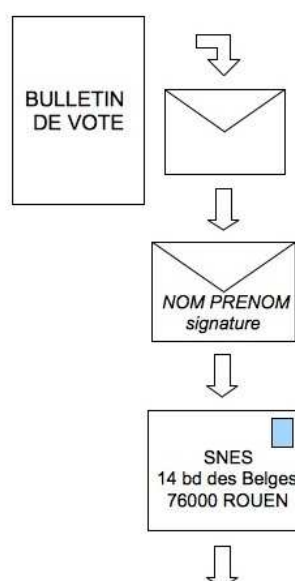 BULLETIN
DE VOTE
NOM PRENOM
signature
SNES
14 bd des Belges
76000 ROUEN